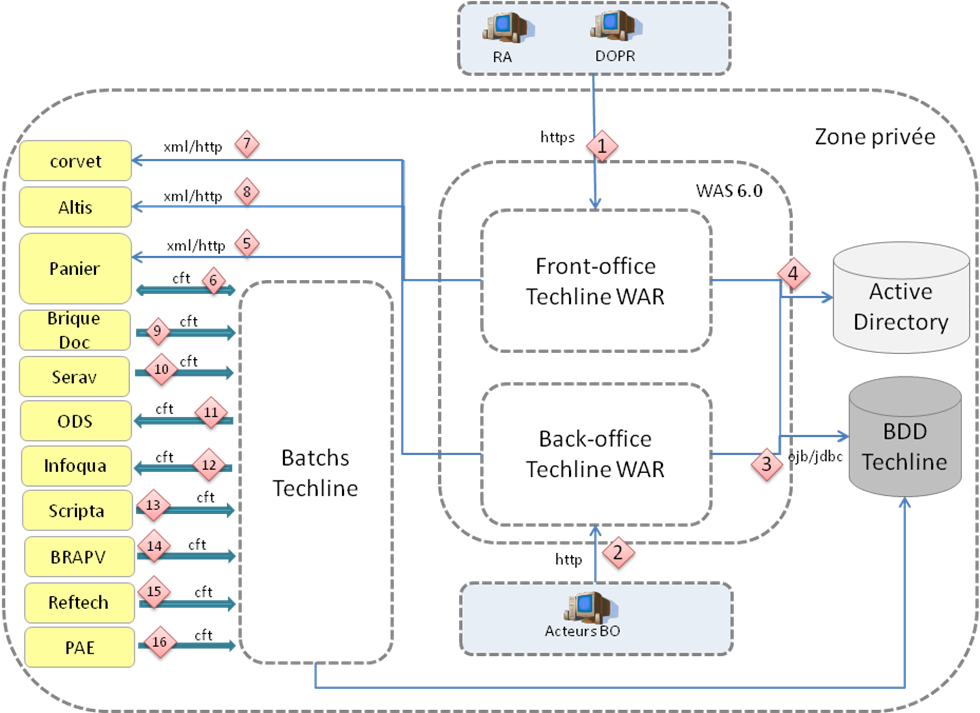 RA
DOPR
https
1
Zone privée
WAS 6.0
corvet
xml/http
7
Altis
xml/http
8
Panier
xml/http
5
cft
6
Front-office
Techline WAR
4
Active
Directory
Brique
Doc
9
cft
Serav
10
cft
ODS
cft
11
Infoqua
cft
12
Scripta
13
cft
BRAPV
14
cft
Reftech
15
cft
PAE
16
cft
Batchs
Techline
Back-office
Techline WAR
3
ojb/jdbc
BDD
Techline
http
2
Acteurs BO